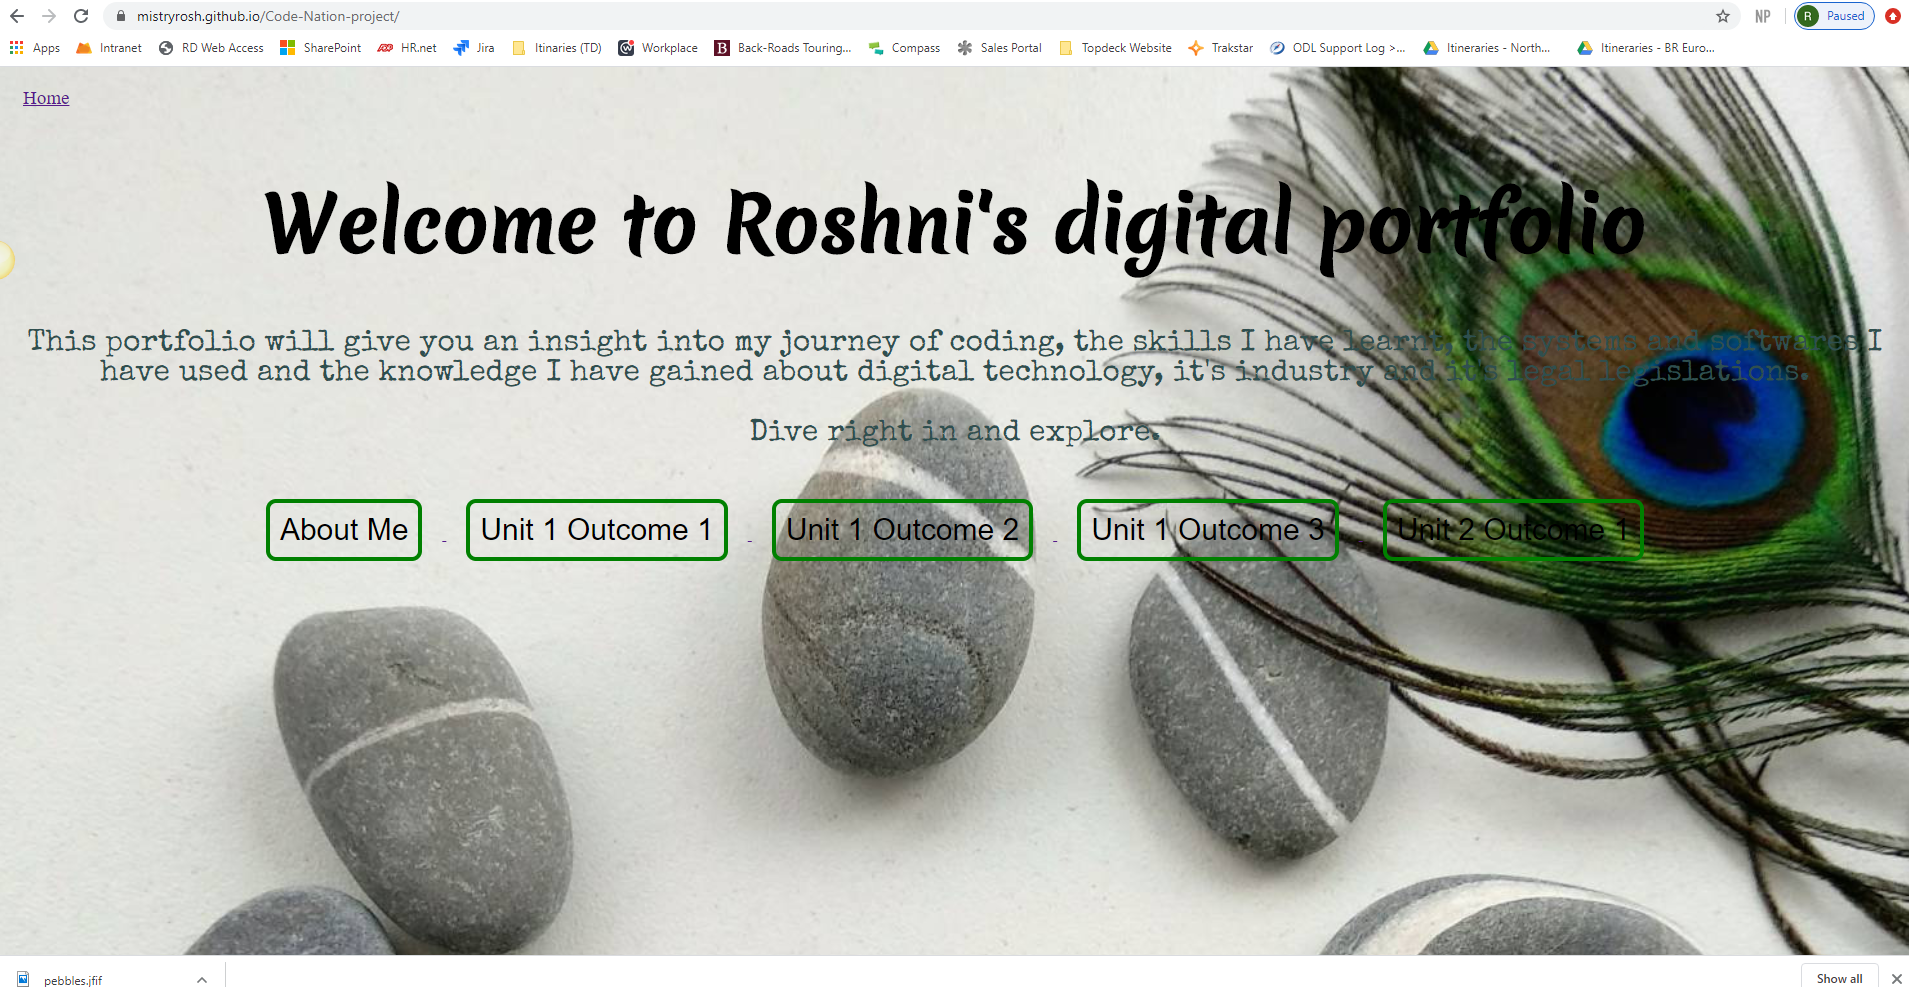 mistryrosh.github.io/Code-Nation-project/
NP
R Paused
Apps Intranet RD Web Access SharePoint HR.net Jira Itinaries (TD) Workplace B Back-Roads Touring... Compass Sales Portal Topdeck Website Trakstar ODL Support Log >... Itineraries - North... Itineraries - BR Euro...
Home
Welcome to Roshni's digital portfolio
This portfolio will give you an insight into my journey of coding, the skills I have learnt, the systems and softwares I
have used and the knowledge I have gained about digital technology, it's industry and it's legal legislations.
Dive right in and explore.
About Me - Unit 1 Outcome 1 - Unit 1 Outcome 2 - Unit 1 Outcome 3 Unit 2 Outcome 1
pebbles.jfif
Show all